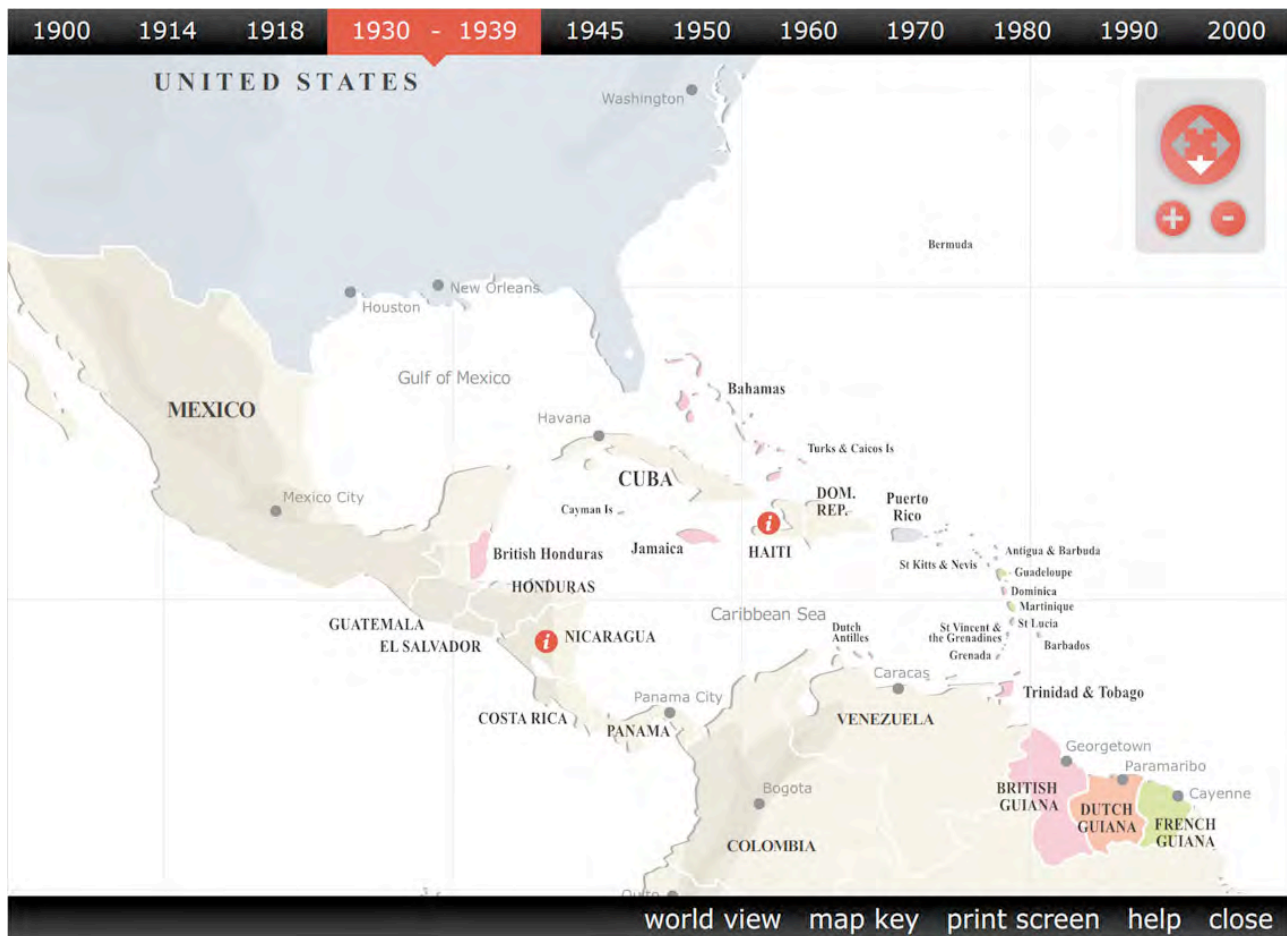 1900 1914 1918 1930 - 1939 1945 1950 1960 1970 1980 1990 2000
UNITED STATES
Washington
+ -
Bermuda
New Orleans
Houston
Gulf of Mexico
Bahamas
MEXICO
Havana
Turks & Caicos Is
CUBA
Mexico City
DOM.
REP.
Puerto
Rico
Cayman Is
i
British Honduras
Jamaica
HAITI
Antigua & Barbuda
St Kitts & Nevis
Guadeloupe
HONDURAS
Dominica
Martinique
Caribbean Sea
GUATEMALA
St Lucia
Dutch
Antilles
St Vincent &
the Grenadines
i
NICARAGUA
EL SALVADOR
Barbados
Grenada
Caracas
Trinidad & Tobago
Panama City
COSTA RICA
PANAMA
VENEZUELA
Georgetown
Paramaribo
Bogota
BRITISH
GUIANA
Cayenne
DUTCH
GUIANA
FRENCH
GUIANA
COLOMBIA
Quito
world view map key print screen help close